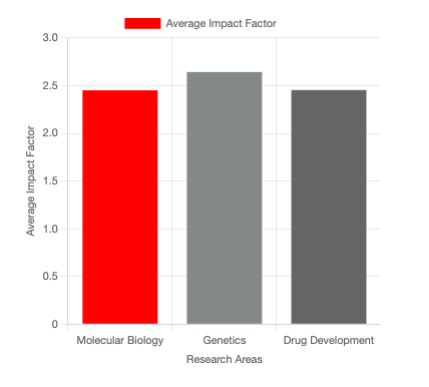 Average Impact Factor
3.0
2.5
2.0
1.5
1.0
0.5
0
Average Impact Factor
Molecular Biology
Genetics
Drug Development
Research Areas